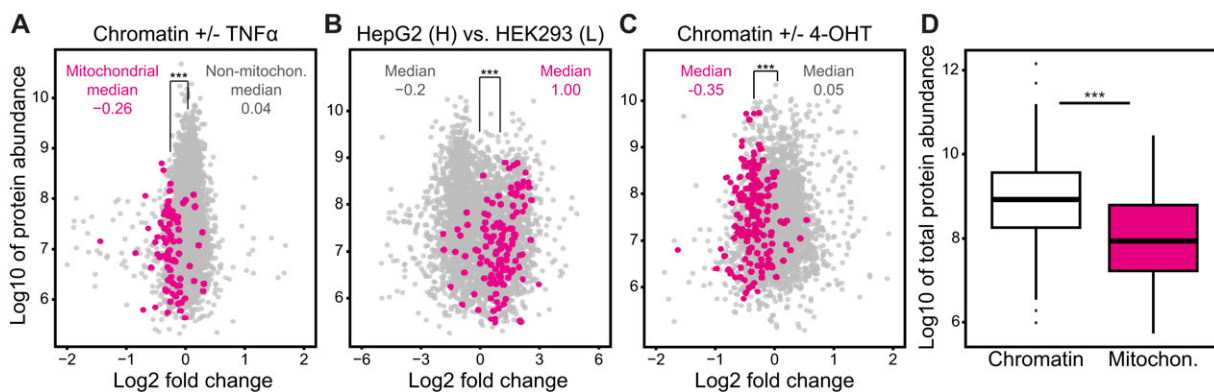 A
Chromatin +/- TNFα
Mitochondrial
median
−0.26
***
Non-mitochon.
median
0.04
Log10 of protein abundance
10
9
8
7
6
−2
−1
0
1
2
Log2 fold change
B
HepG2 (H) vs. HEK293 (L)
Median
−0.2
***
Median
1.00
10
9
8
7
6
−6
−3
0
3
6
Log2 fold change
C
Chromatin +/- 4-OHT
Median
-0.35
***
Median
0.05
10
9
8
7
6
−2
−1
0
1
2
Log2 fold change
D
Log10 of total protein abundance
12
10
8
6
***
Chromatin
Mitochon.